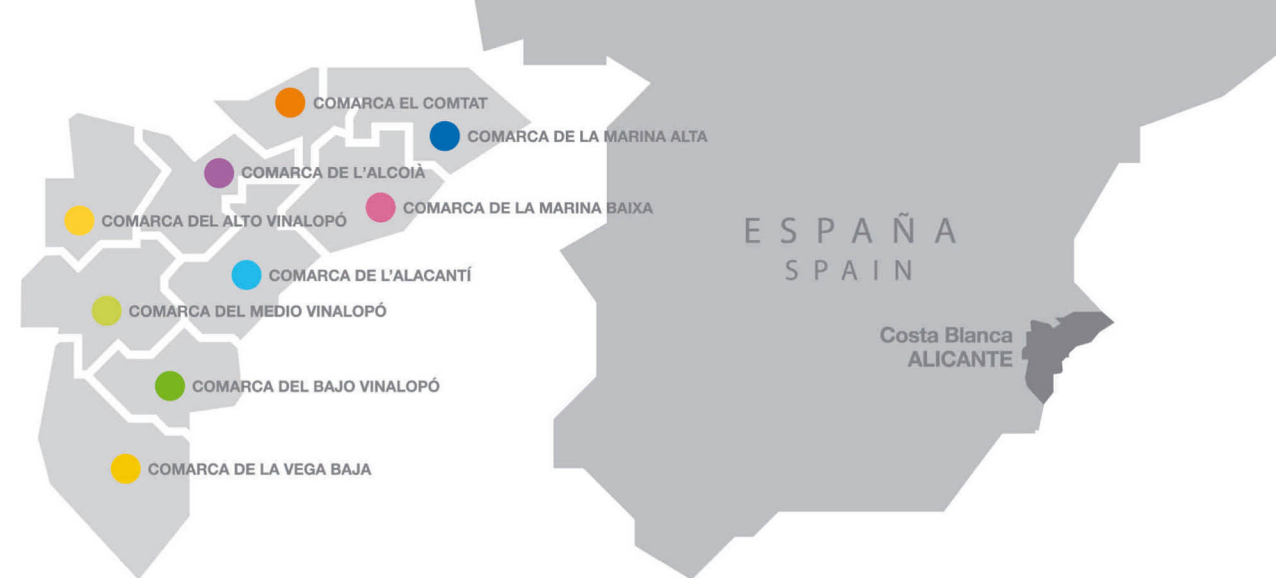 COMARCA EL COMTAT
COMARCA DE LA MARINA ALTA
COMARCA DE L'ALCOIÀ
COMARCA DE LA MARINA BAIXA
COMARCA DEL ALTO VINALOPÓ
COMARCA DE L'ALACANTÍ
COMARCA DEL MEDIO VINALOPÓ
COMARCA DEL BAJO VINALOPÓ
COMARCA DE LA VEGA BAJA
ESPAÑA
SPAIN
Costa Blanca
ALICANTE